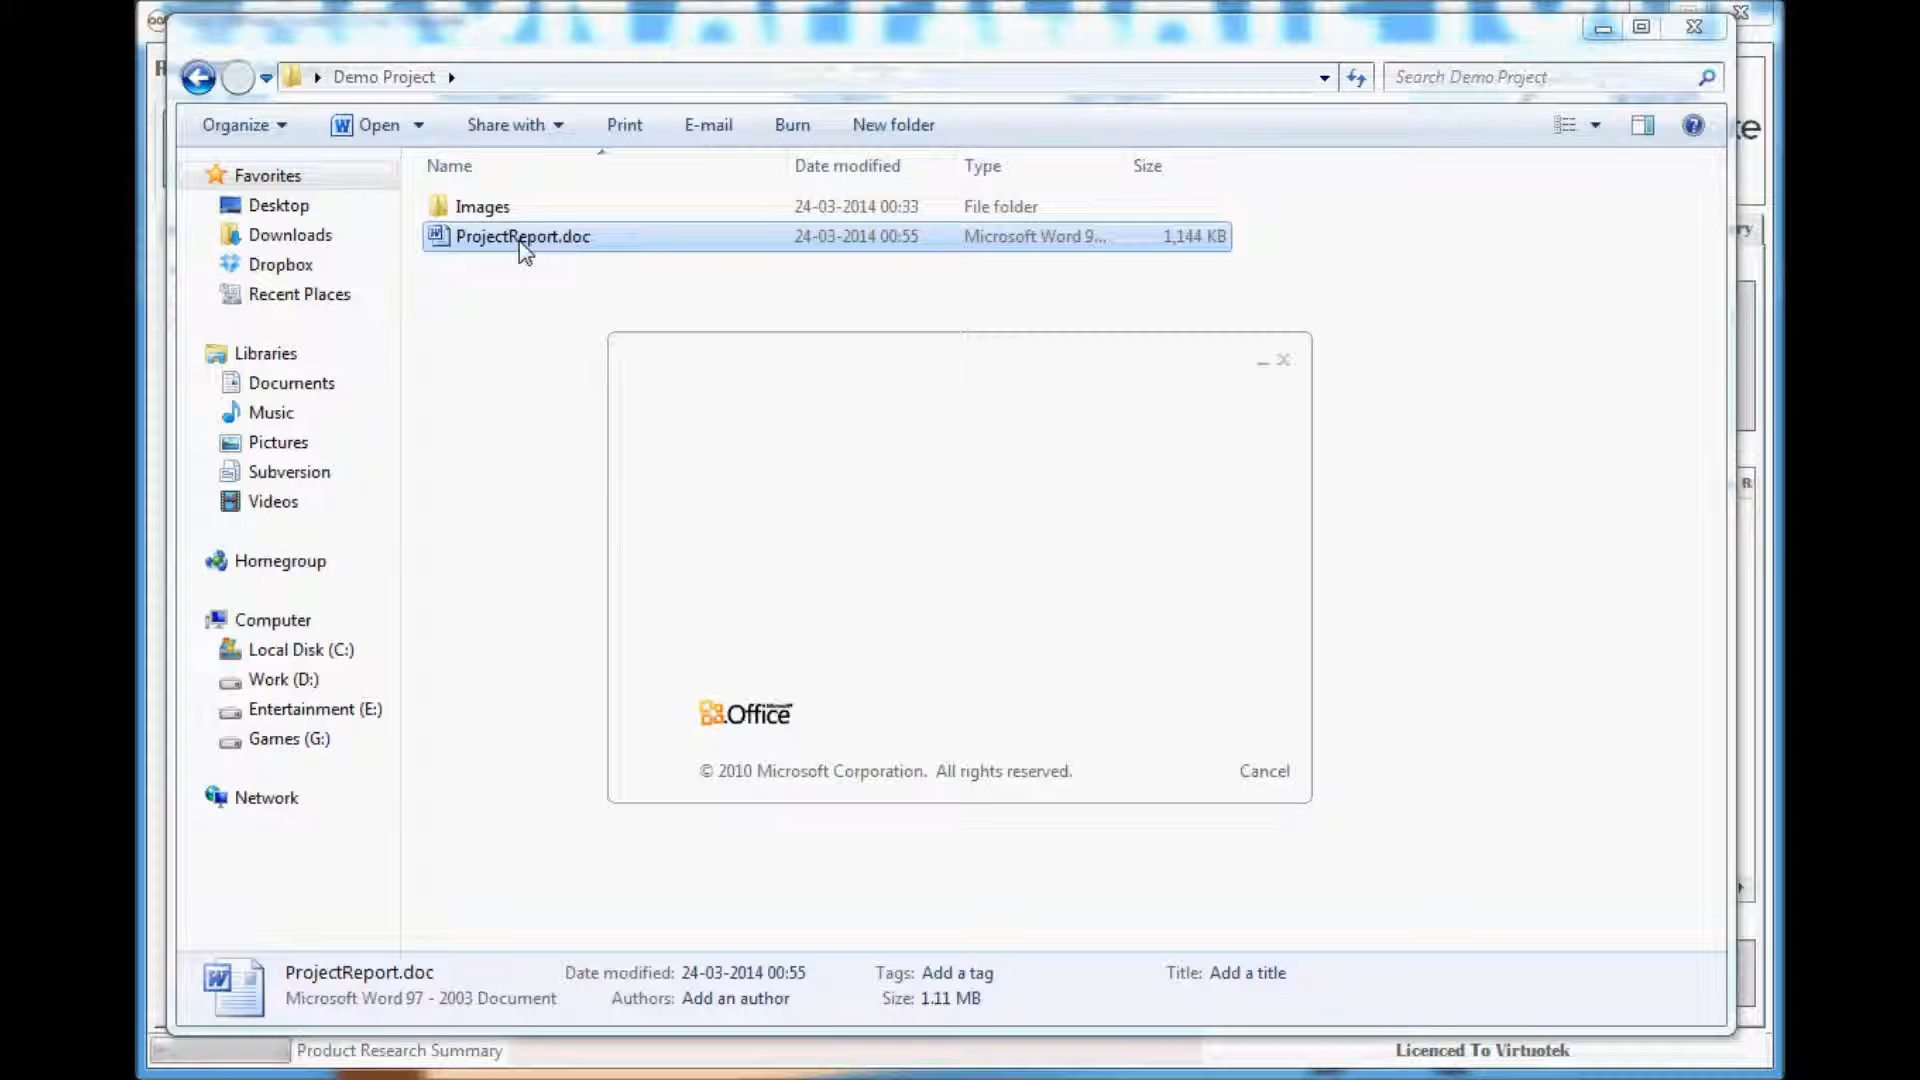 Demo Project
Search Demo Project
Organize Open Share with Print E-mail Burn New folder
te
Name Date modified Type Size
Favorites
Desktop
Downloads
Dropbox
Recent Places
Images 24-03-2014 00:33 File folder
ProjectReport.doc 24-03-2014 00:55 Microsoft Word 9... 1,144 KB
ry
Libraries
Documents
Music
Pictures
Subversion
Videos
R
Homegroup
Computer
Local Disk (C:)
Work (D:)
Entertainment (E:)
Games (G:)
Network
Microsoft
Office
© 2010 Microsoft Corporation. All rights reserved. Cancel
ProjectReport.doc Date modified: 24-03-2014 00:55 Tags: Add a tag Title: Add a title
Microsoft Word 97 - 2003 Document Authors: Add an author Size: 1.11 MB
Product Research Summary Licenced To Virtuotek